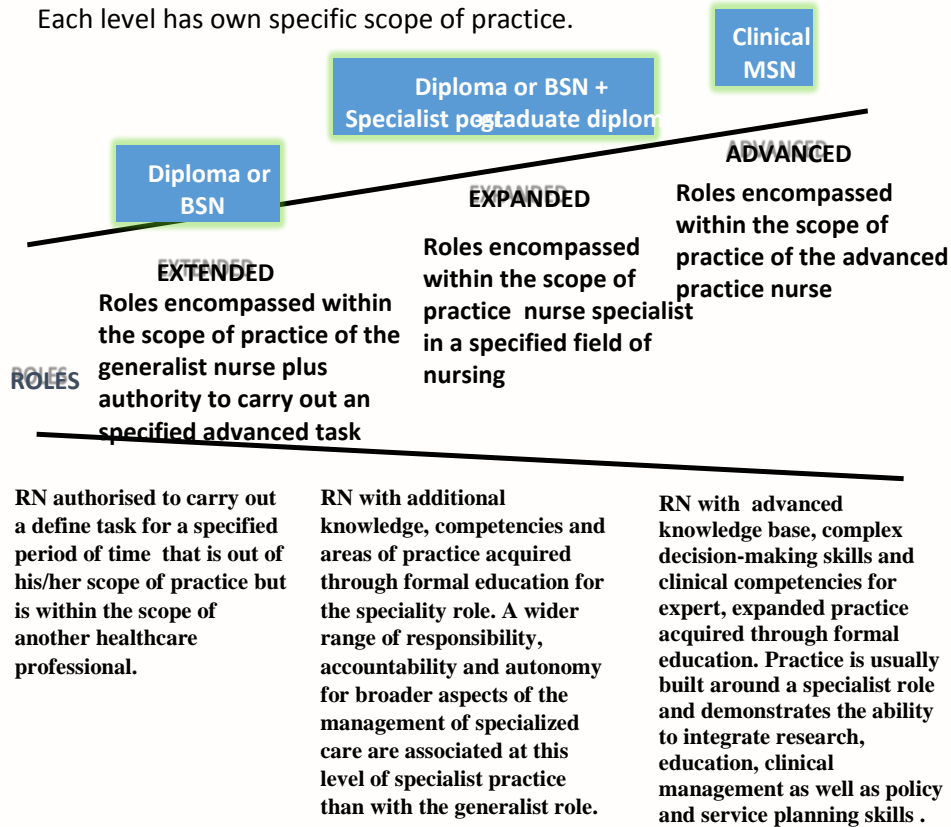 Each level has own specific scope of practice.
Clinical
MSN
Diploma or BSN +
Specialist postgraduate diplom
Diploma or
BSN
ADVANCED
Roles encompassed
within the scope of
practice of the advanced
practice nurse
EXPANDED
Roles encompassed
within the scope of
practice nurse specialist
in a specified field of
nursing
EXTENDED
Roles encompassed within
the scope of practice of the
generalist nurse plus
authority to carry out an
specified advanced task
ROLES
RN authorised to carry out
a define task for a specified
period of time that is out of
his/her scope of practice but
is within the scope of
another healthcare
professional.
RN with additional
knowledge, competencies and
areas of practice acquired
through formal education for
the speciality role. A wider
range of responsibility,
accountability and autonomy
for broader aspects of the
management of specialized
care are associated at this
level of specialist practice
than with the generalist role.
RN with advanced
knowledge base, complex
decision-making skills and
clinical competencies for
expert, expanded practice
acquired through formal
education. Practice is usually
built around a specialist role
and demonstrates the ability
to integrate research,
education, clinical
management as well as policy
and service planning skills .